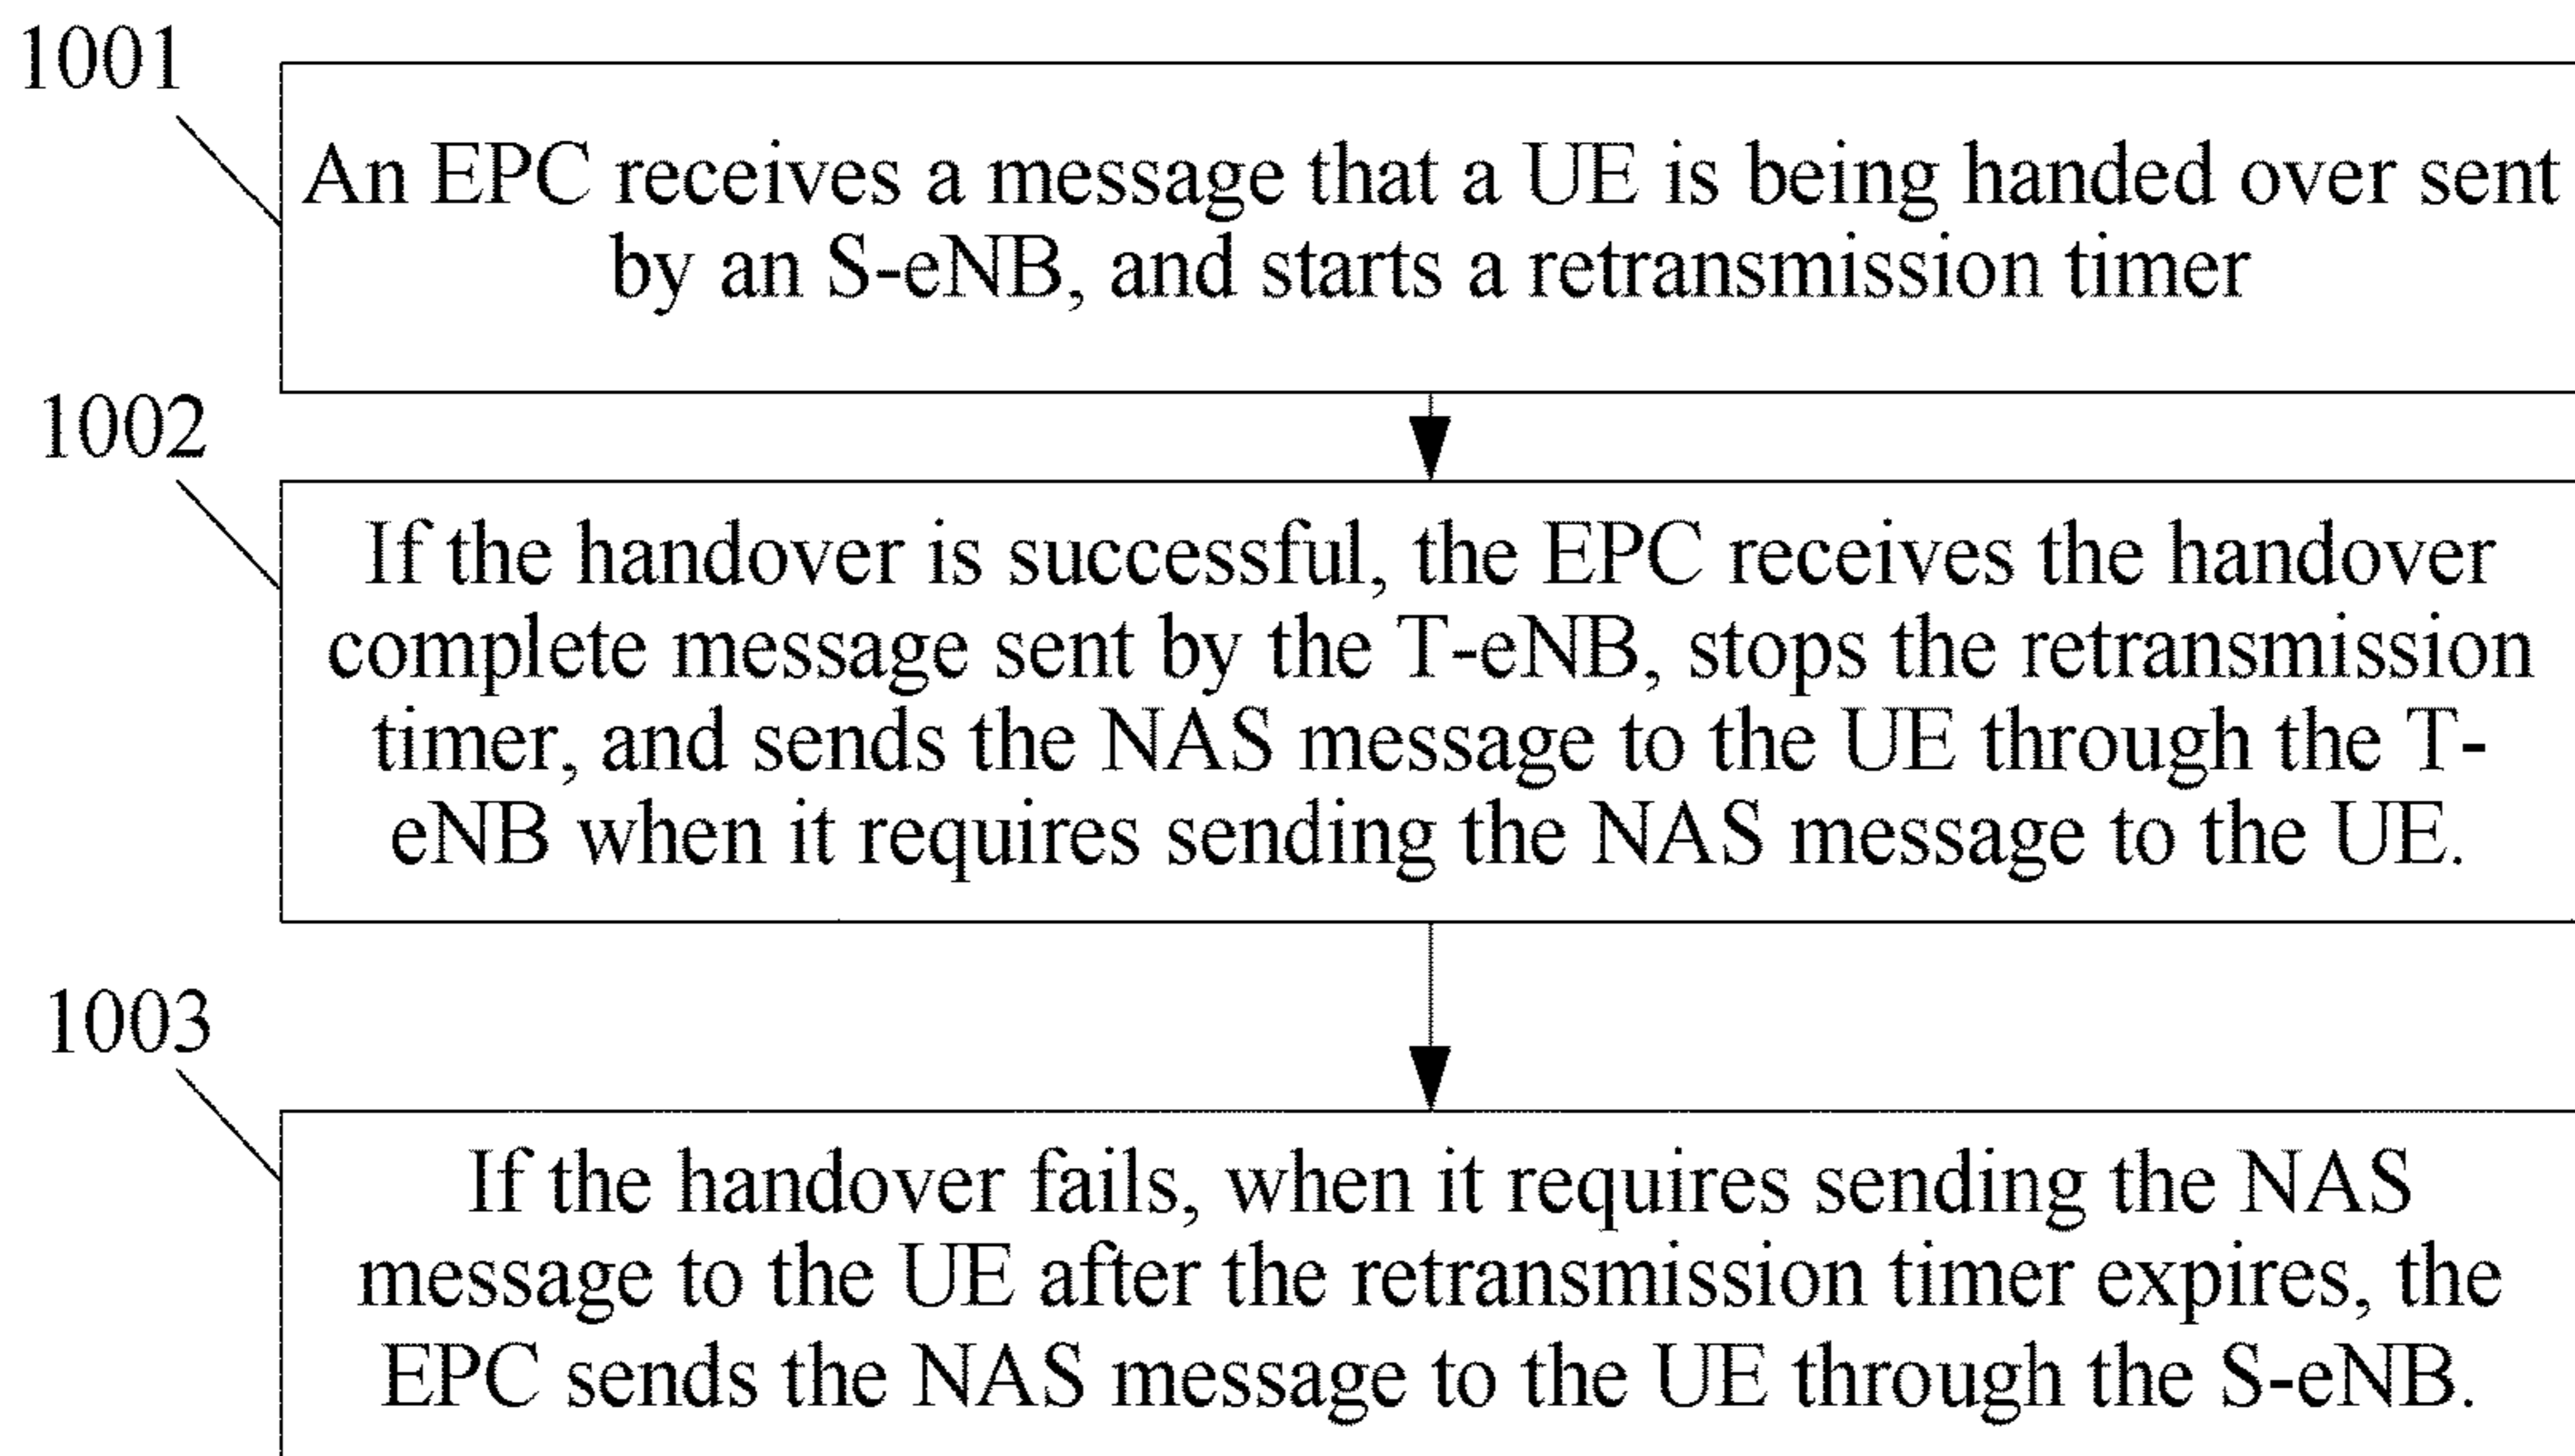 1001
An EPC receives a message that a UE is being handed over sent
by an S-eNB, and starts a retransmission timer
1002
If the handover is successful, the EPC receives the handover
complete message sent by the T-eNB, stops the retransmission
timer, and sends the NAS message to the UE through the T-
eNB when it requires sending the NAS message to the UE.
1003
If the handover fails, when it requires sending the NAS
message to the UE after the retransmission timer expires, the
EPC sends the NAS message to the UE through the S-eNB.